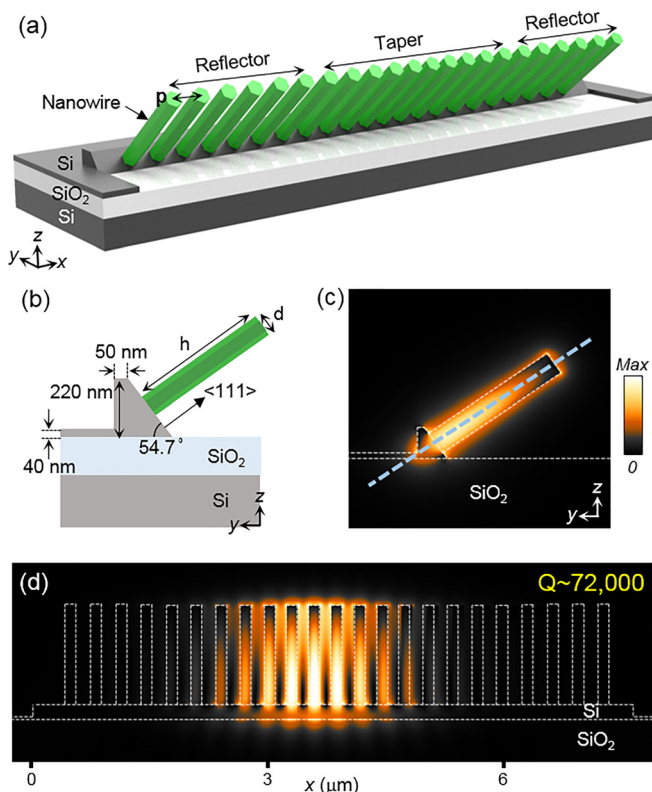 (a)
Reflector
Taper
Reflector
Nanowire
p
Si
SiO2
Si
z
y
x
(b)
50 nm
h
d
220 nm
<111>
54.7°
40 nm
SiO2
Si
z
y
(c)
Max
0
SiO2
z
y
(d)
Q~72,000
Si
SiO2
0
3
6
x (μm)